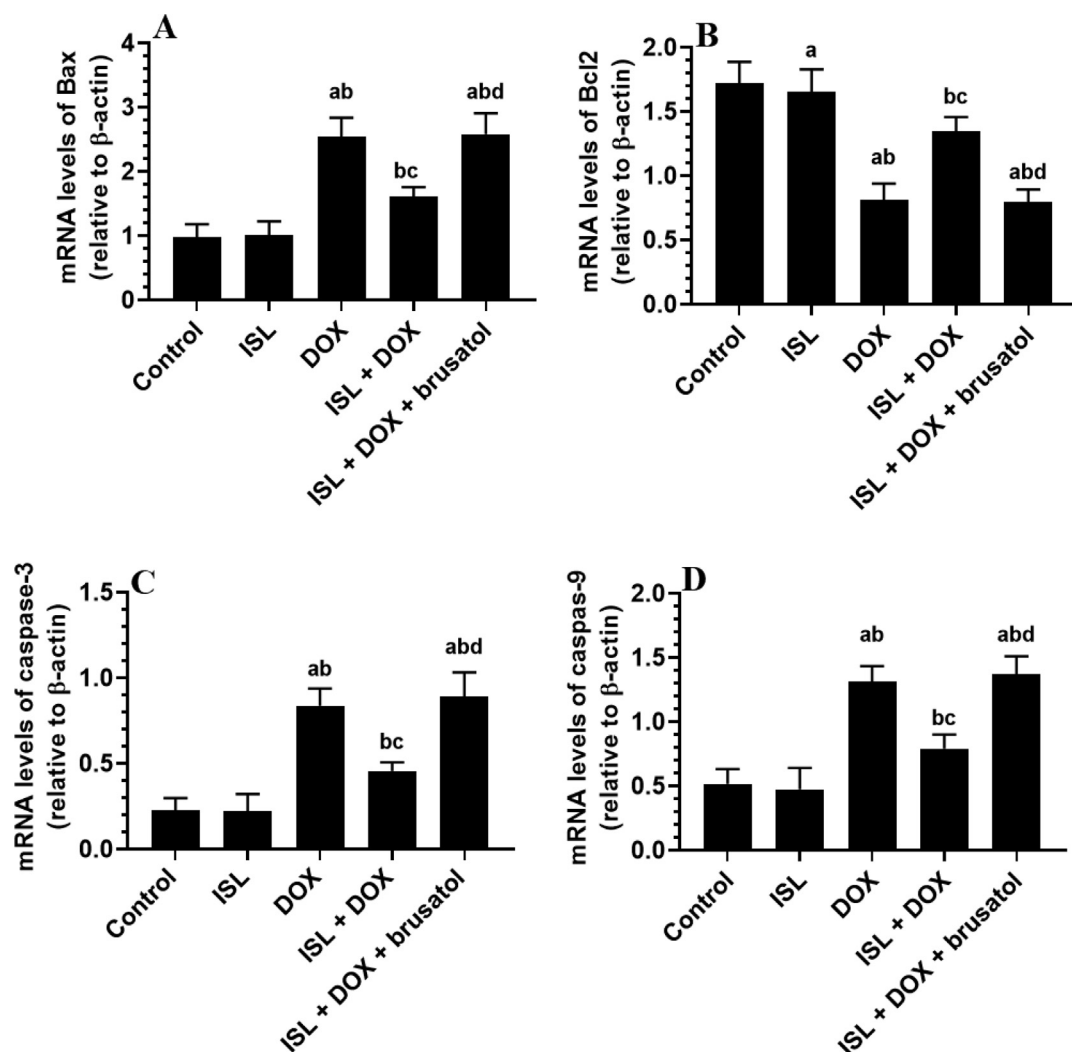 A
mRNA levels of Bax
(relative to β-actin)
4
3
2
1
0
ab
bc
abd
Control
ISL
DOX
ISL + DOX
ISL + DOX + brusatol
B
mRNA levels of Bcl2
(relative to β-actin)
2.0
1.5
1.0
0.5
0.0
a
ab
bc
abd
Control
ISL
DOX
ISL + DOX
ISL + DOX + brusatol
C
mRNA levels of caspase-3
(relative to β-actin)
1.5
1.0
0.5
0.0
ab
bc
abd
Control
ISL
DOX
ISL + DOX
ISL + DOX + brusatol
D
mRNA levels of caspas-9
(relative to β-actin)
2.0
1.5
1.0
0.5
0.0
ab
bc
abd
Control
ISL
DOX
ISL + DOX
ISL + DOX + brusatol